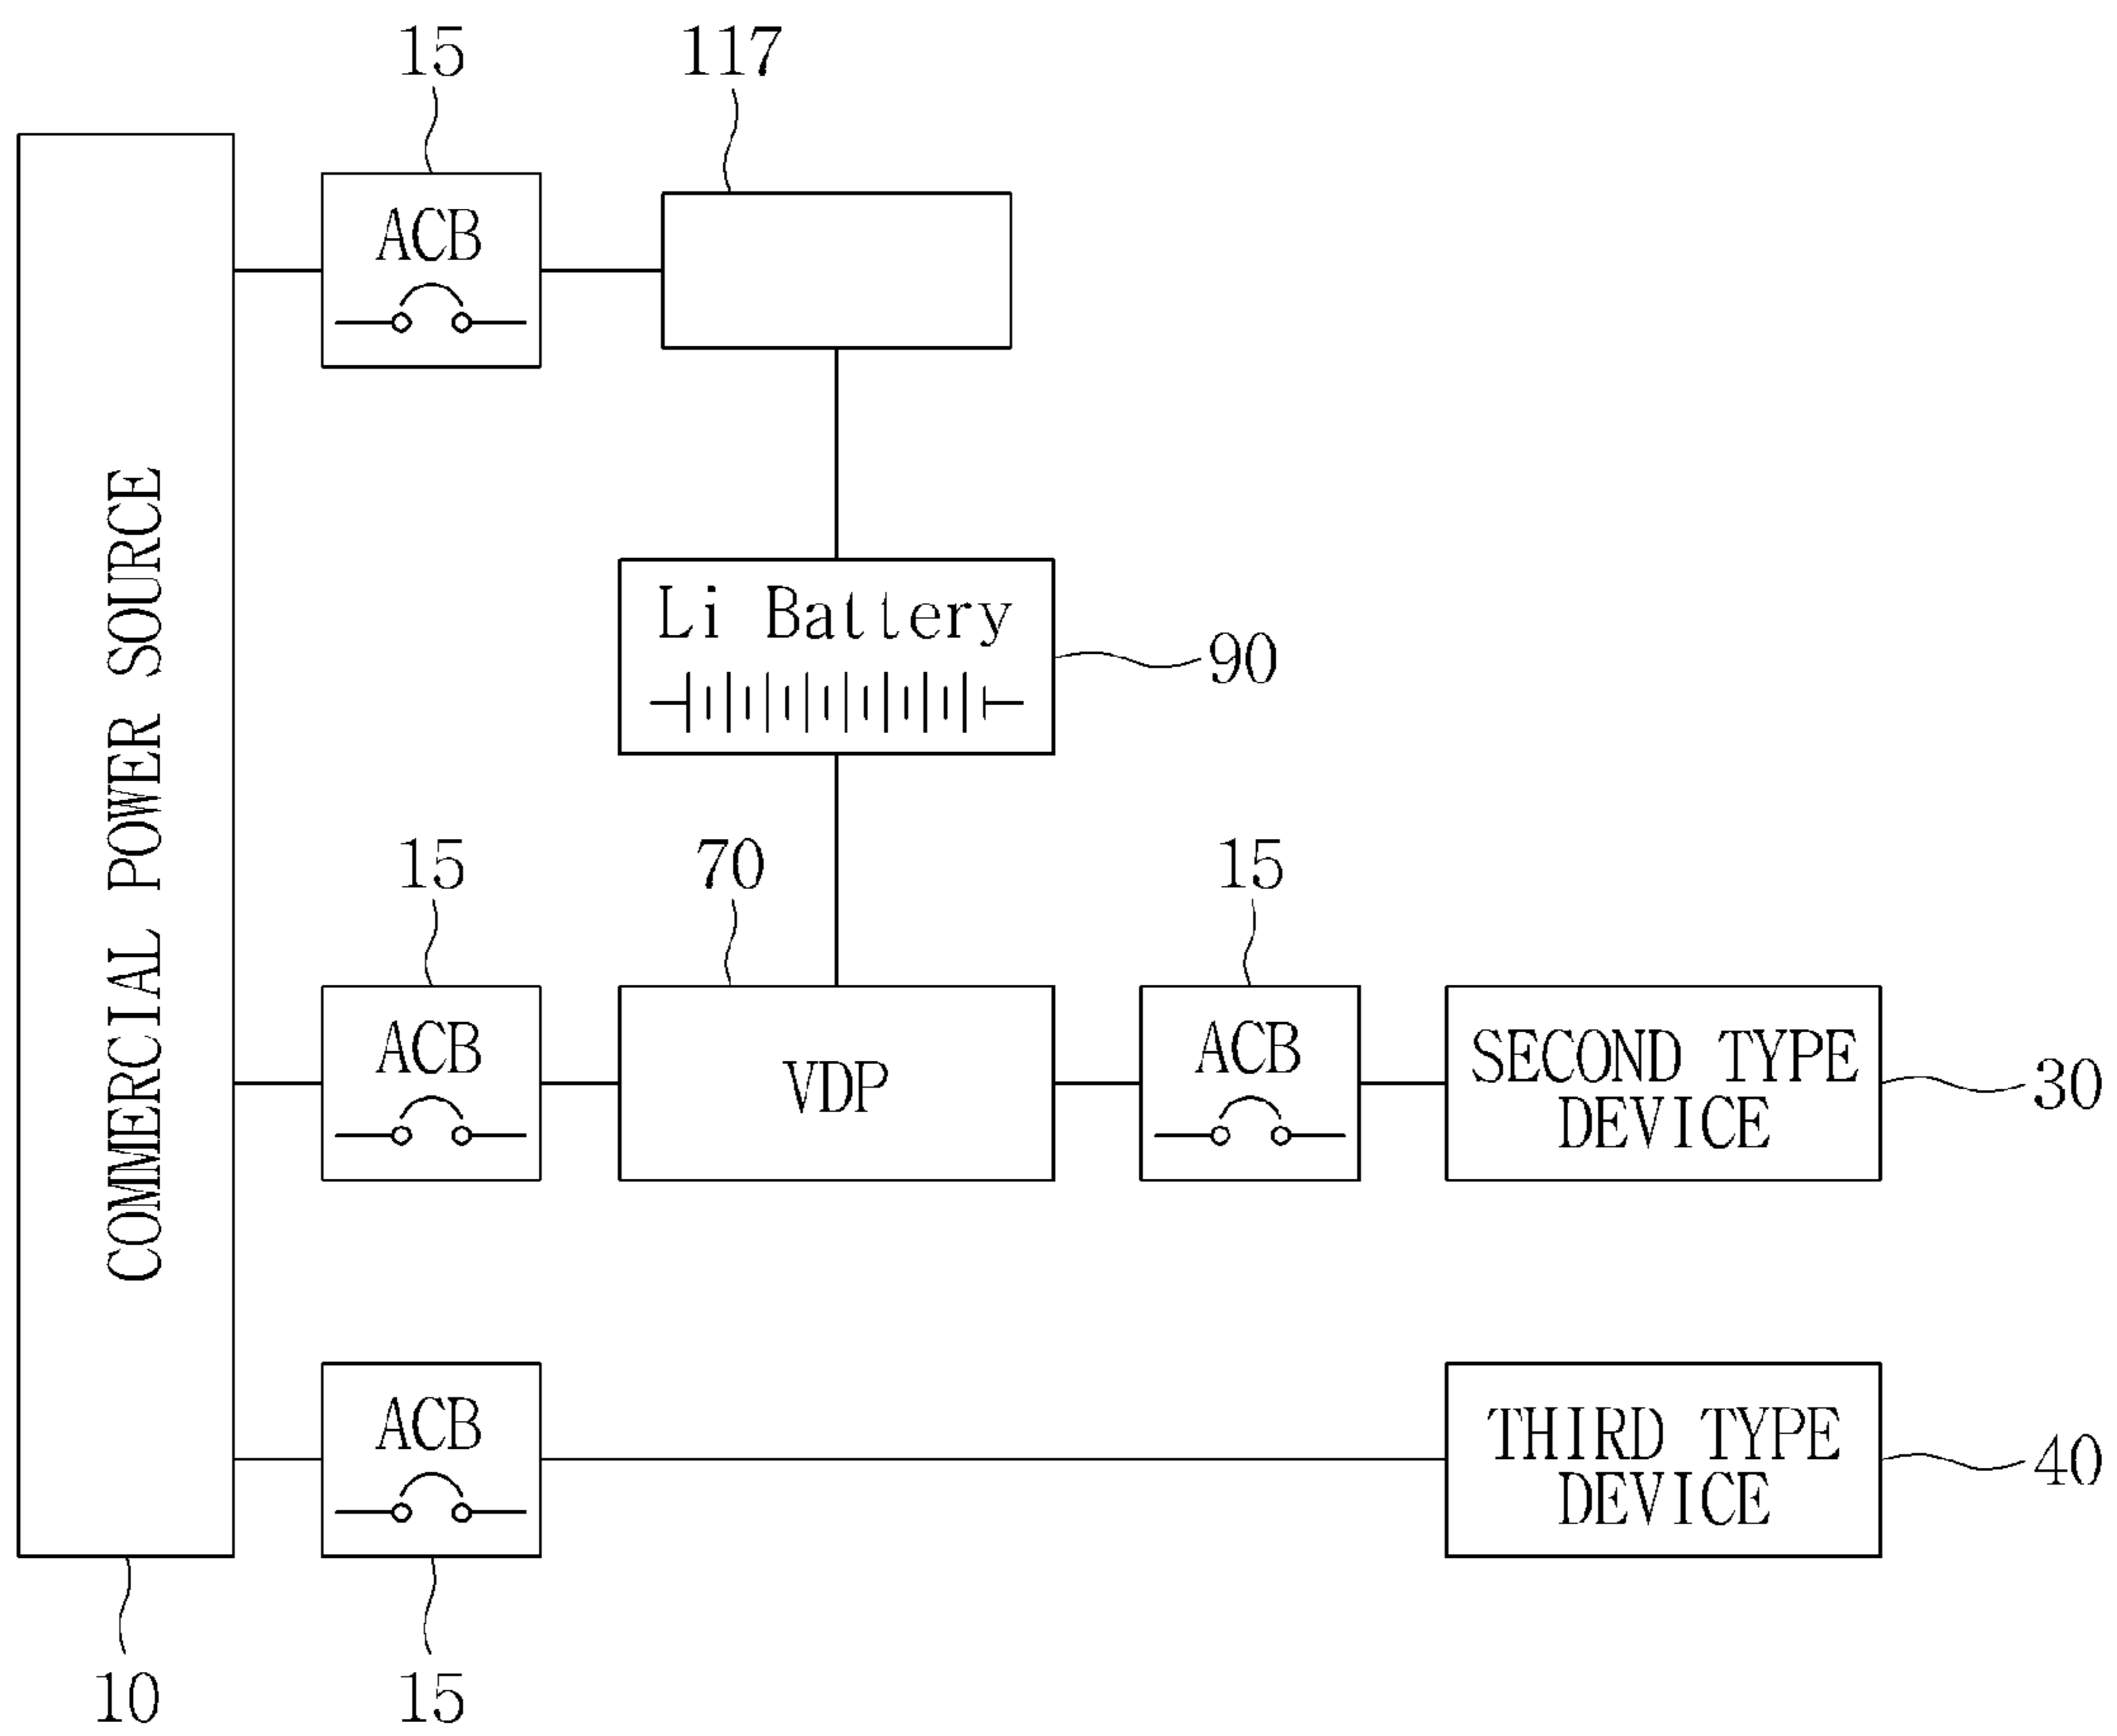 15
117
ACB
COMMERCIAL POWER SOURCE
Li Battery
90
15
70
15
ACB
VDP
ACB
SECOND TYPE
DEVICE
30
ACB
THIRD TYPE
DEVICE
40
10
15